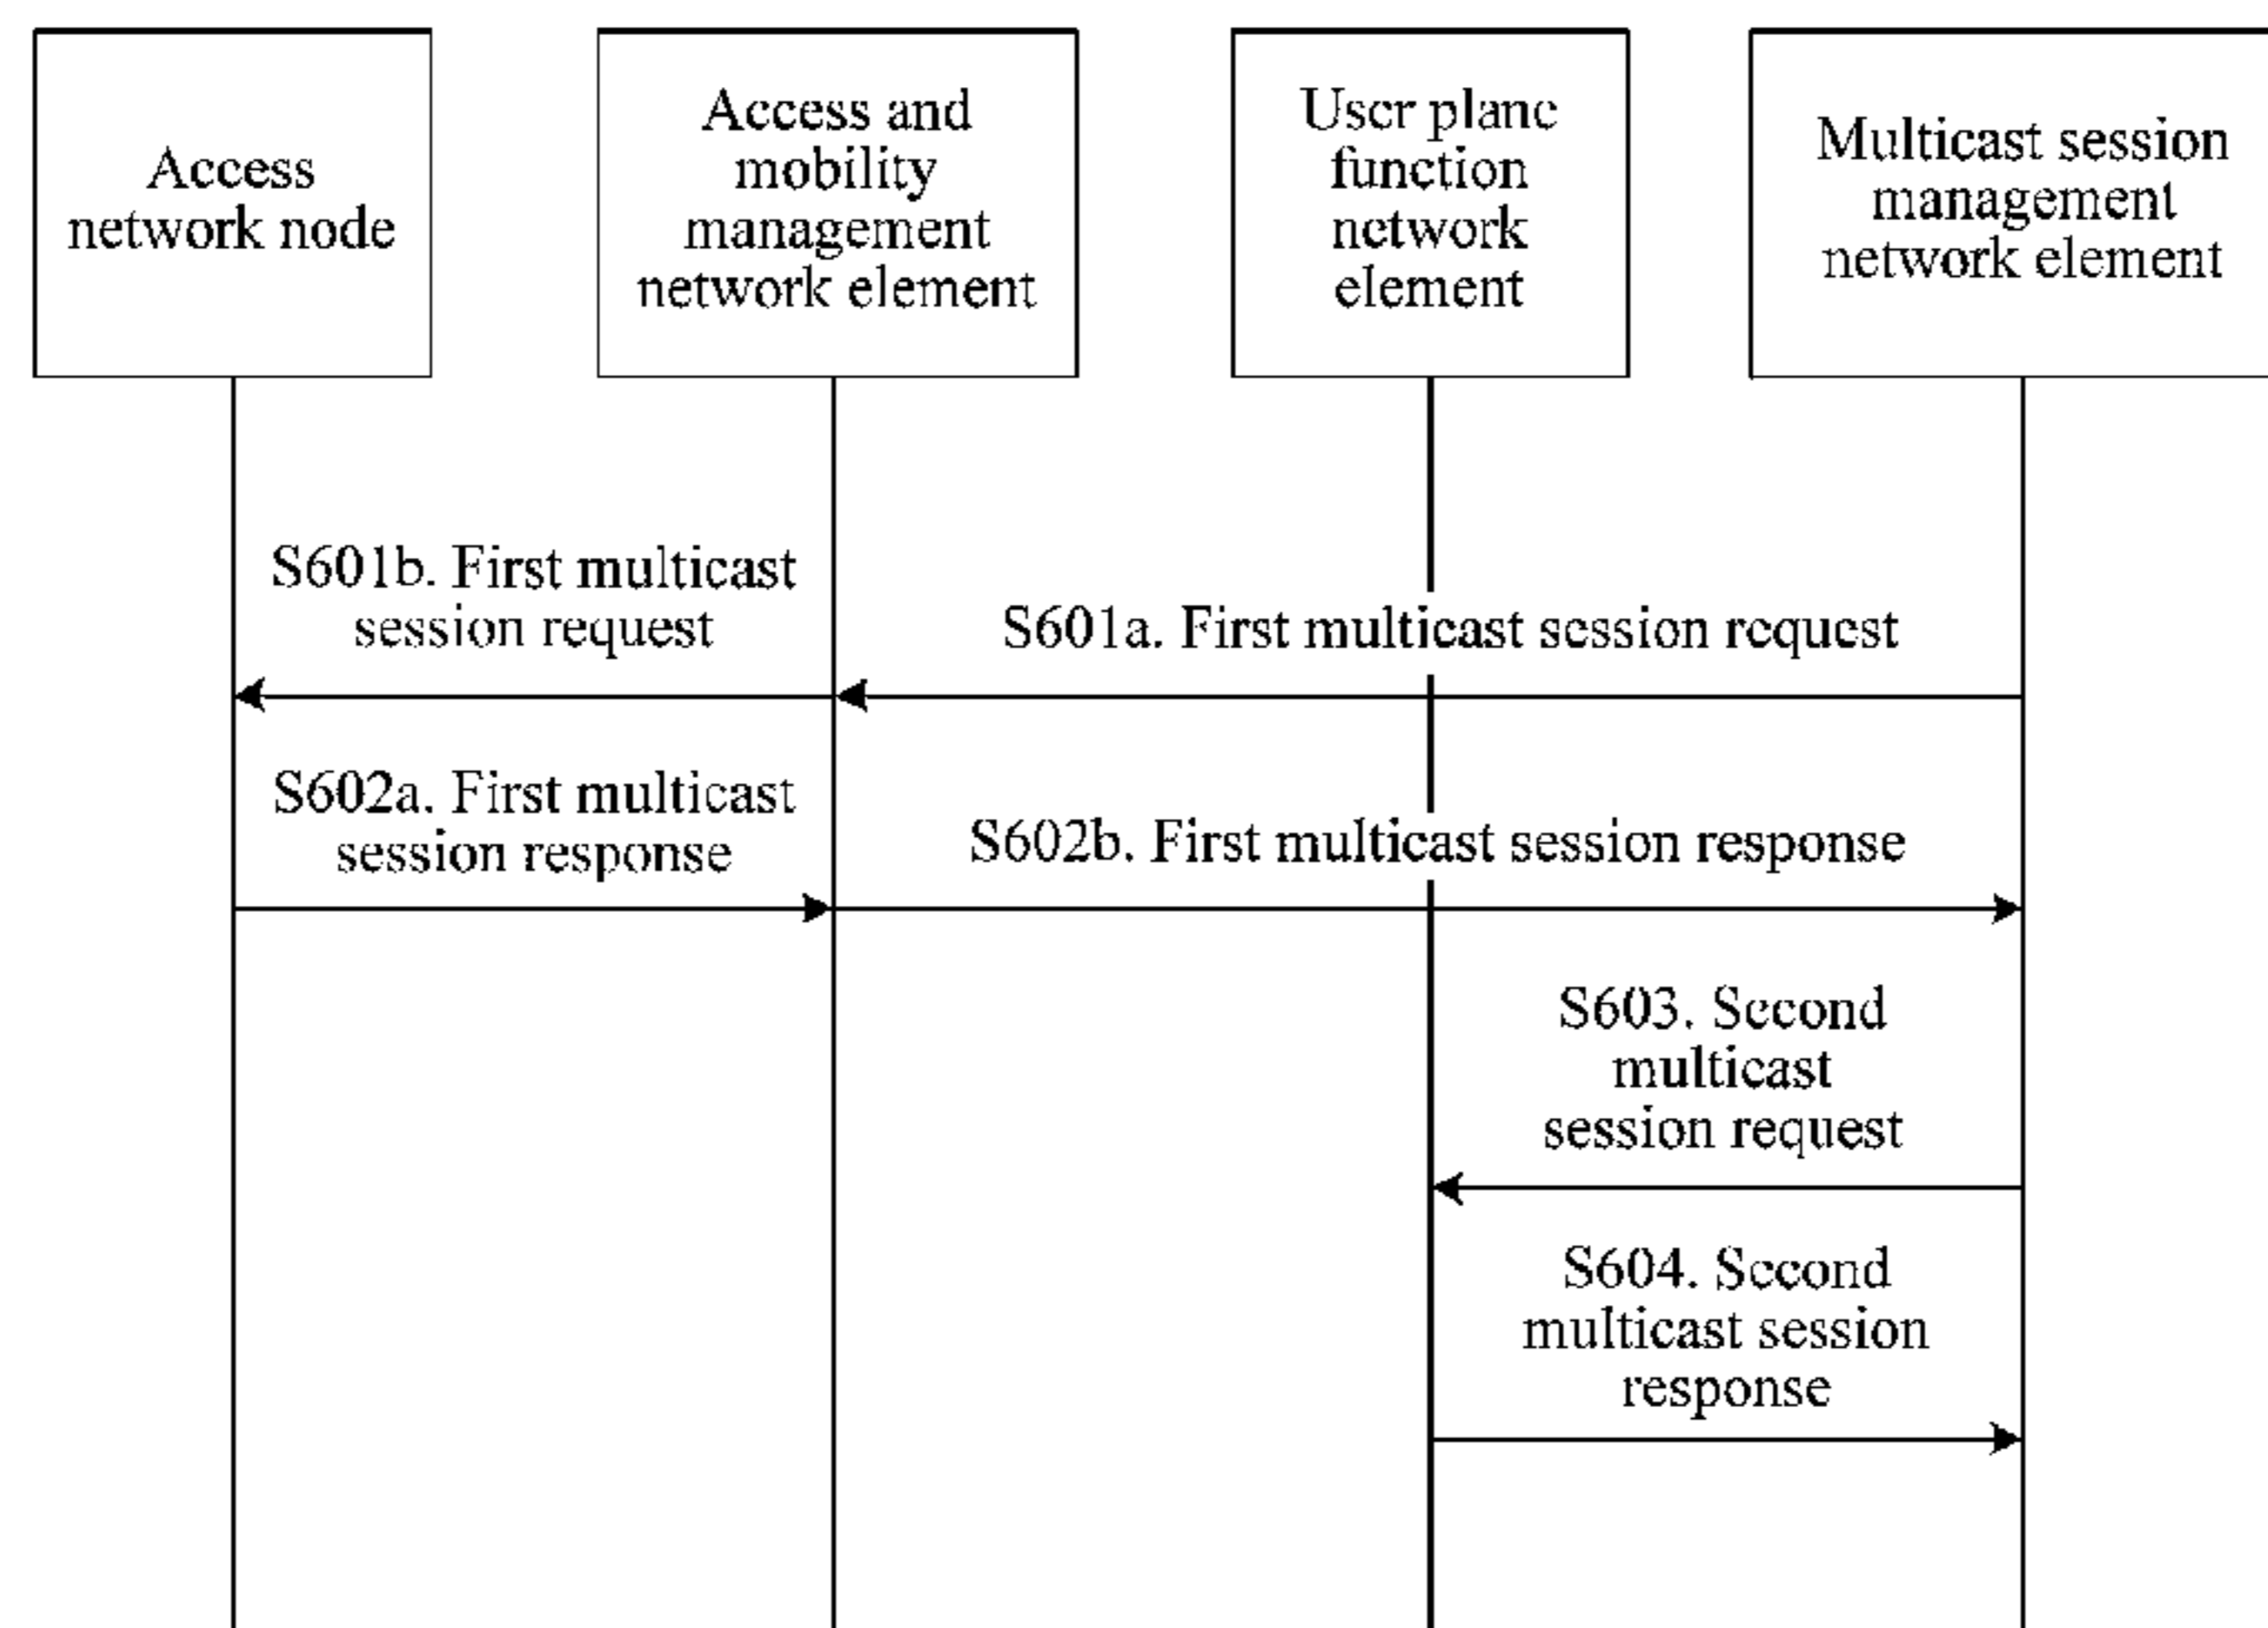 Access
network node
Access and
mobility
management
network element
User plane
function
network
element
Multicast session
management
network element
S601b. First multicast
session request
S601a. First multicast session request
S602a. First multicast
session response
S602b. First multicast session response
S603. Second
multicast
session request
S604. Second
multicast session
response